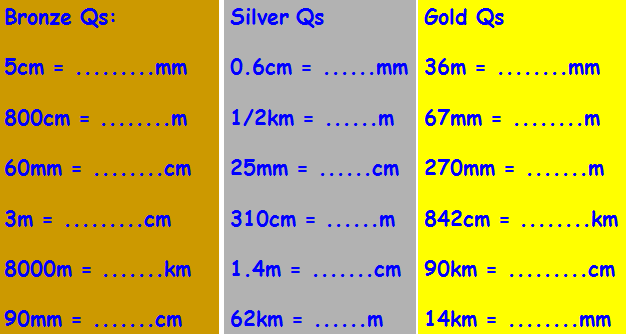 Bronze Qs:
5cm = .........mm
800cm = ........m
60mm = ........cm
3m = .........cm
8000m = .......km
90mm = .......cm
Silver Qs
0.6cm = ......mm
1/2km = ......m
25mm = ......cm
310cm = ......m
1.4m = .......cm
62km = ......m
Gold Qs
36m = ........mm
67mm = ........m
270mm = .......m
842cm = ........km
90km = .........cm
14km = ........mm